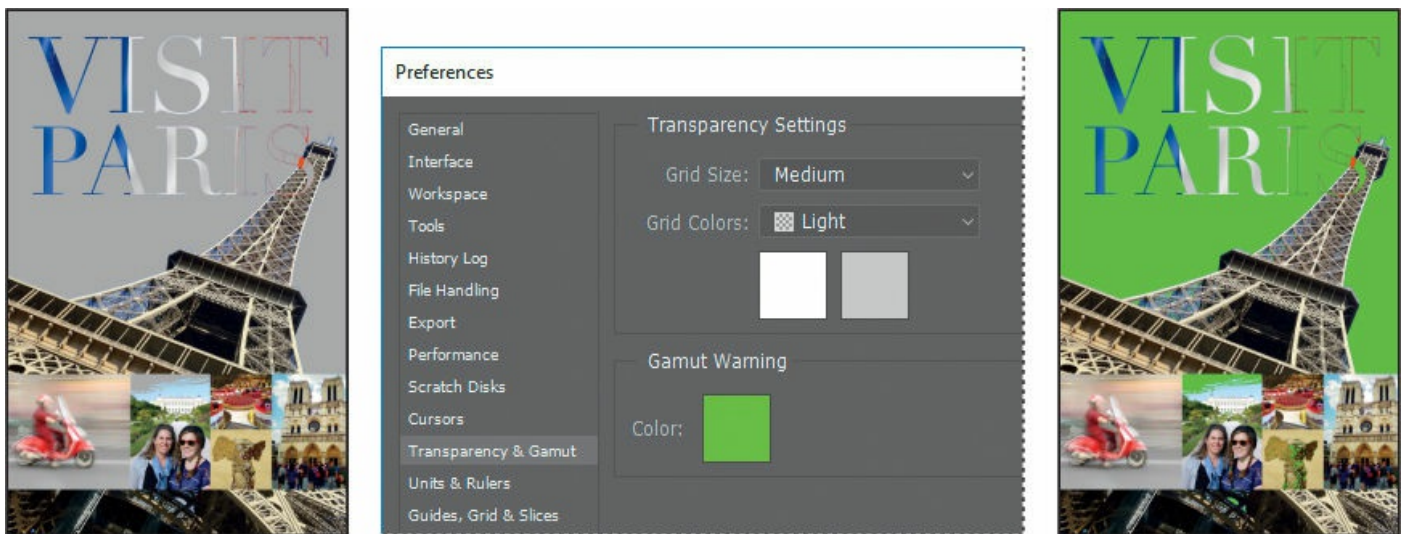 VISIT
PARIS
Preferences
General
Interface
Workspace
Tools
History Log
File Handling
Export
Performance
Scratch Disks
Cursors
Transparency & Gamut
Units & Rulers
Guides, Grid & Slices
Transparency Settings
Grid Size: Medium
Grid Colors: Light
Gamut Warning
Color:
VISIT
PARIS